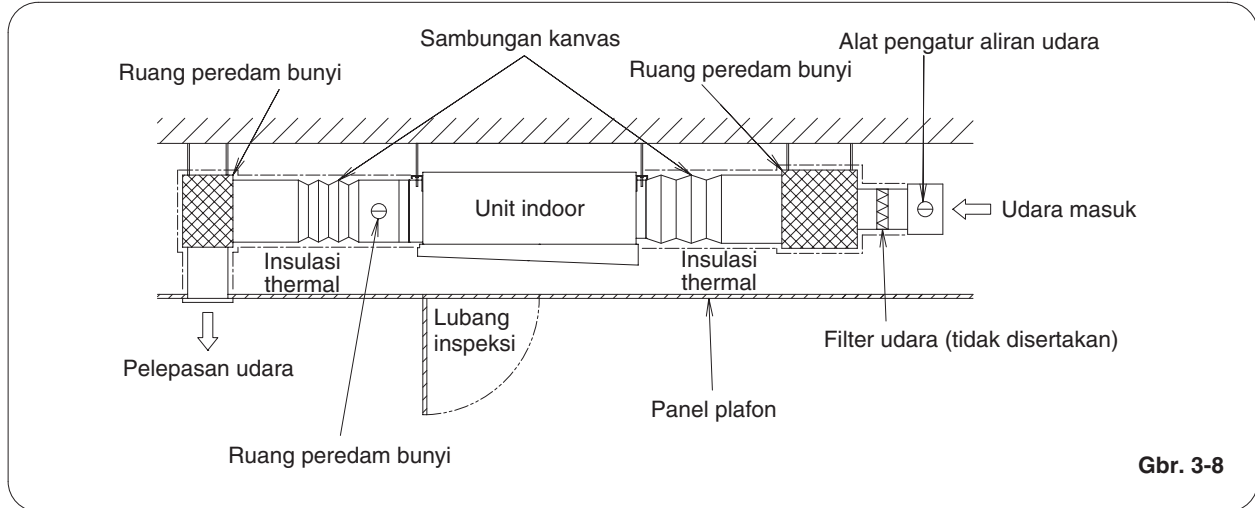 Sambungan kanvas
Alat pengatur aliran udara
Ruang peredam bunyi
Ruang peredam bunyi
Unit indoor
Udara masuk
Insulasi
thermal
Insulasi
thermal
Lubang
inspeksi
Filter udara (tidak disertakan)
Pelepasan udara
Panel plafon
Ruang peredam bunyi
Gbr. 3-8